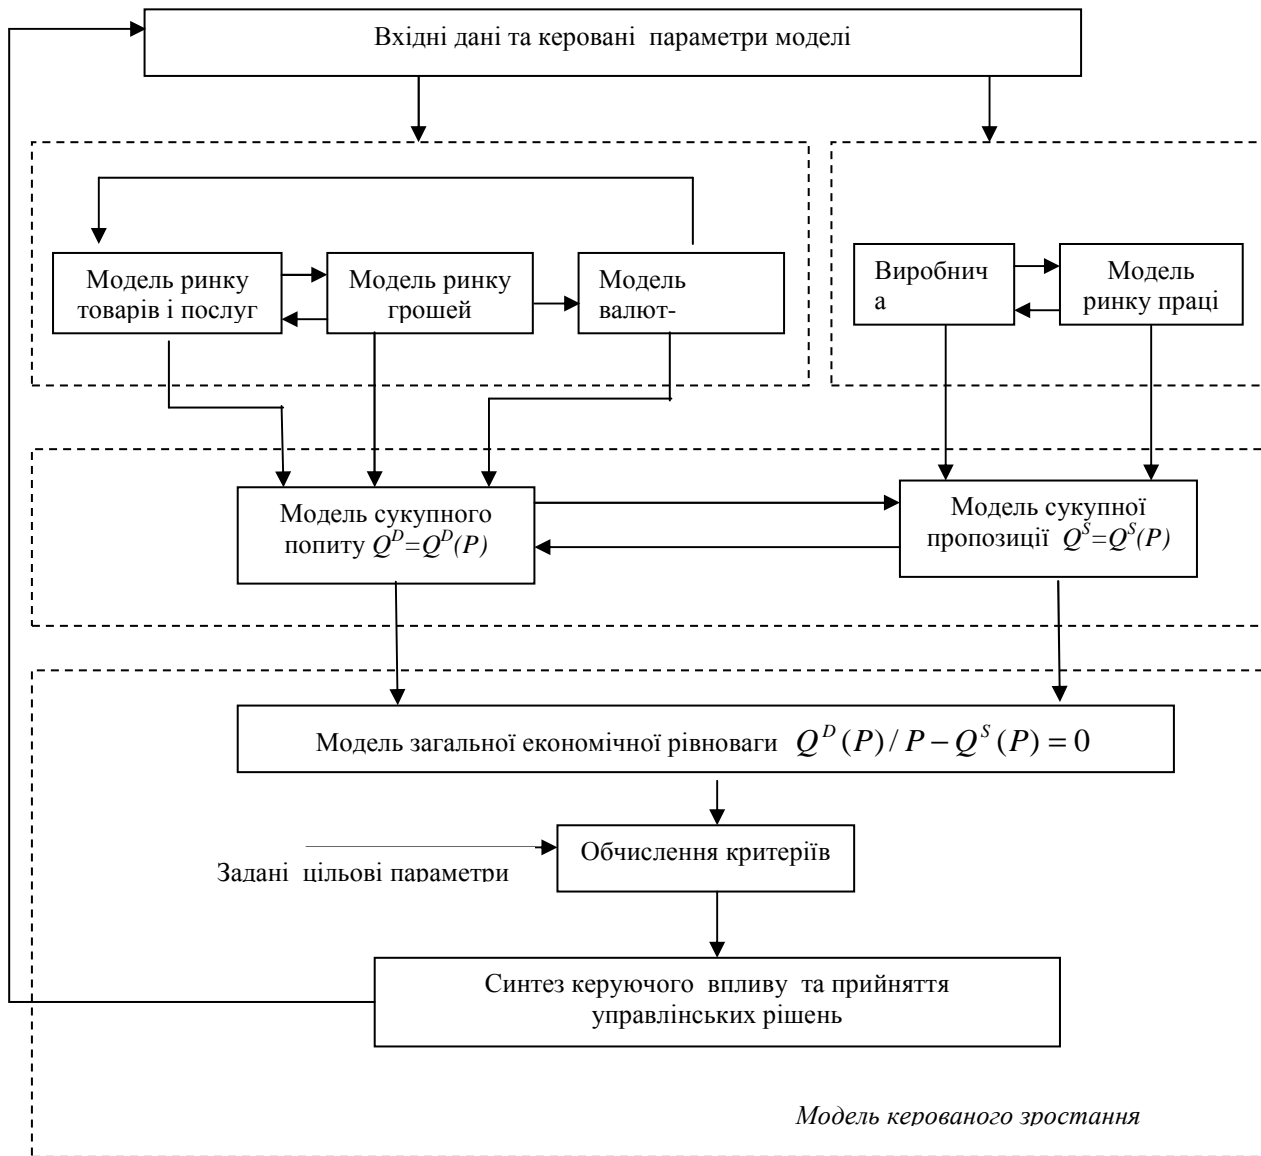 Вхідні дані та керовані параметри моделі
Модель ринку
товарів і послуг
Модель ринку
грошей
Модель
валют-
Виробнич
а
Модель
ринку праці
Модель сукупного
попиту Q^D=Q^D(P)
Модель сукупної
пропозиції Q^S=Q^S(P)
Модель загальної економічної рівноваги Q^D(P)/P−Q^S(P)=0
Обчислення критеріїв
Задані цільові параметри
Синтез керуючого впливу та прийняття
управлінських рішень
Модель керованого зростання